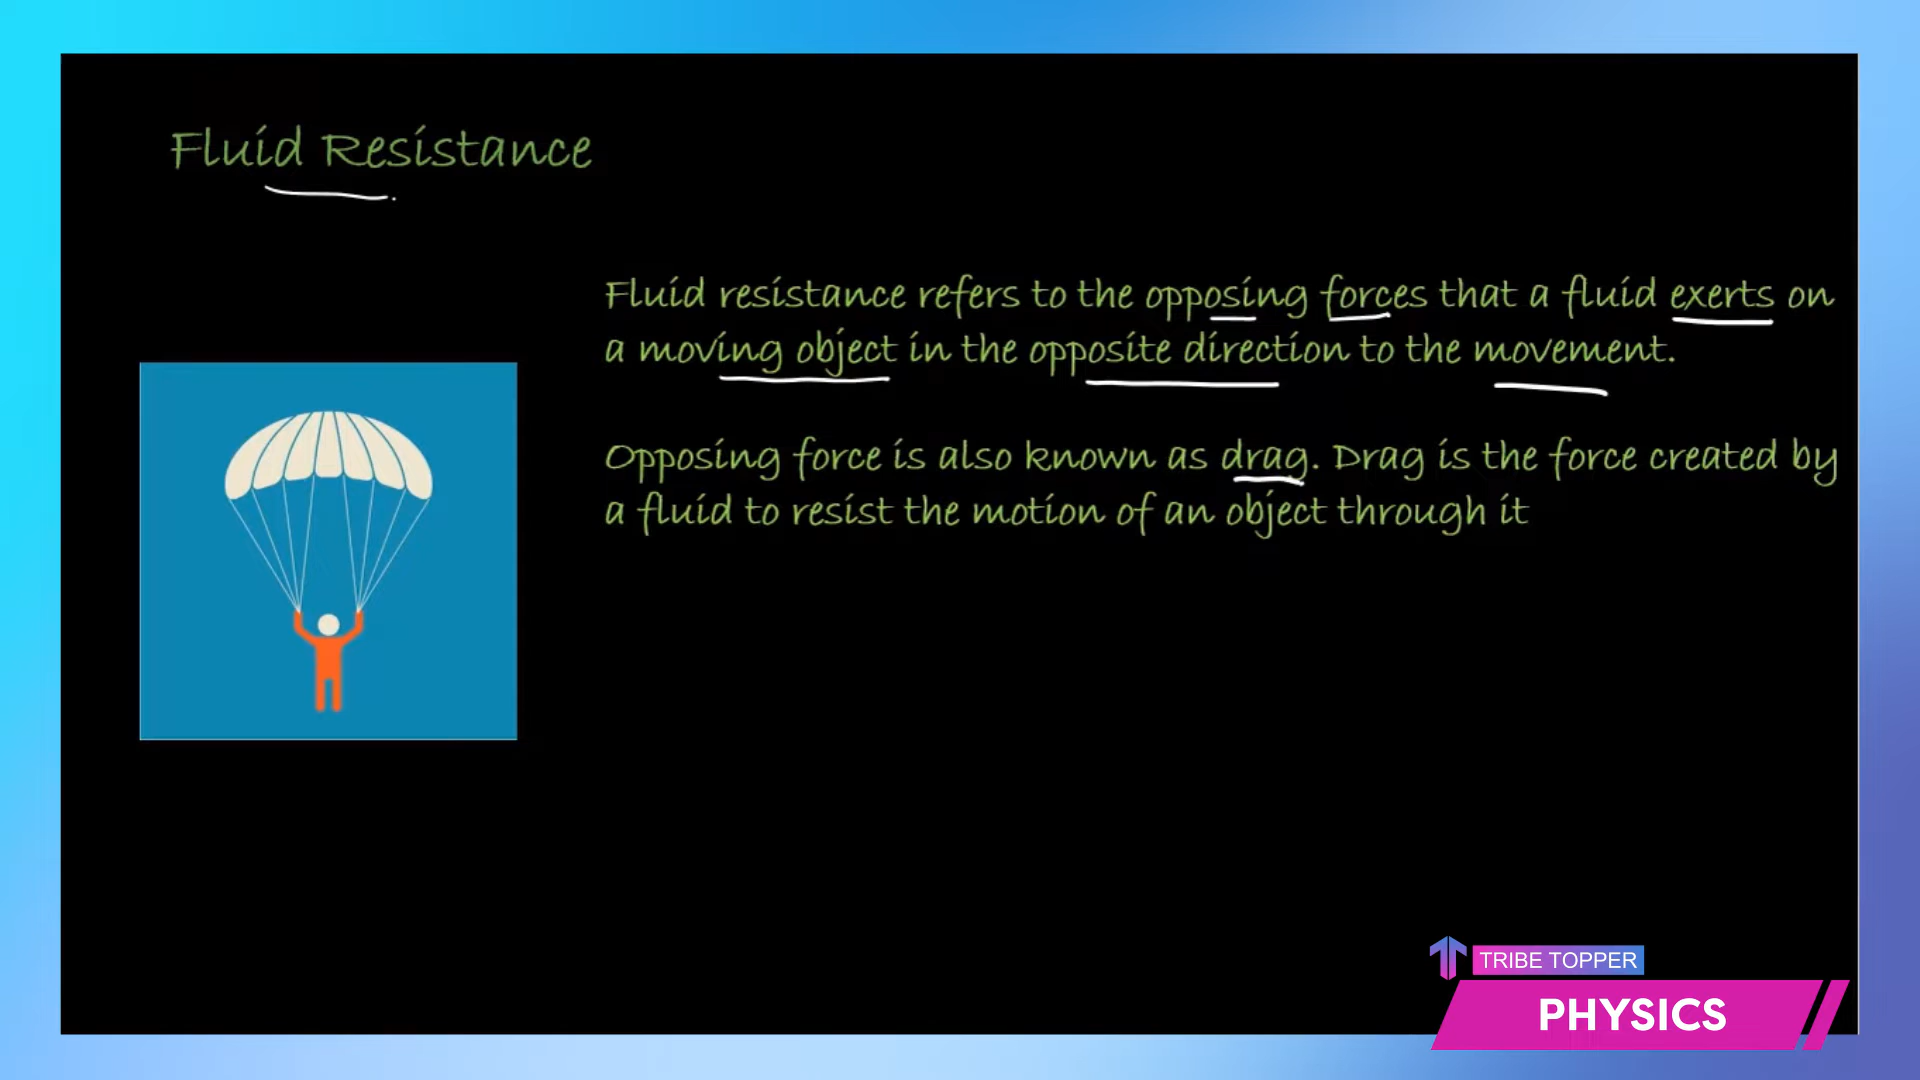 Fluid Resistance
Fluid resistance refers to the opposing forces that a fluid exerts on
a moving object in the opposite direction to the movement.
Opposing force is also known as drag. Drag is the force created by
a fluid to resist the motion of an object through it
TRIBE TOPPER
PHYSICS